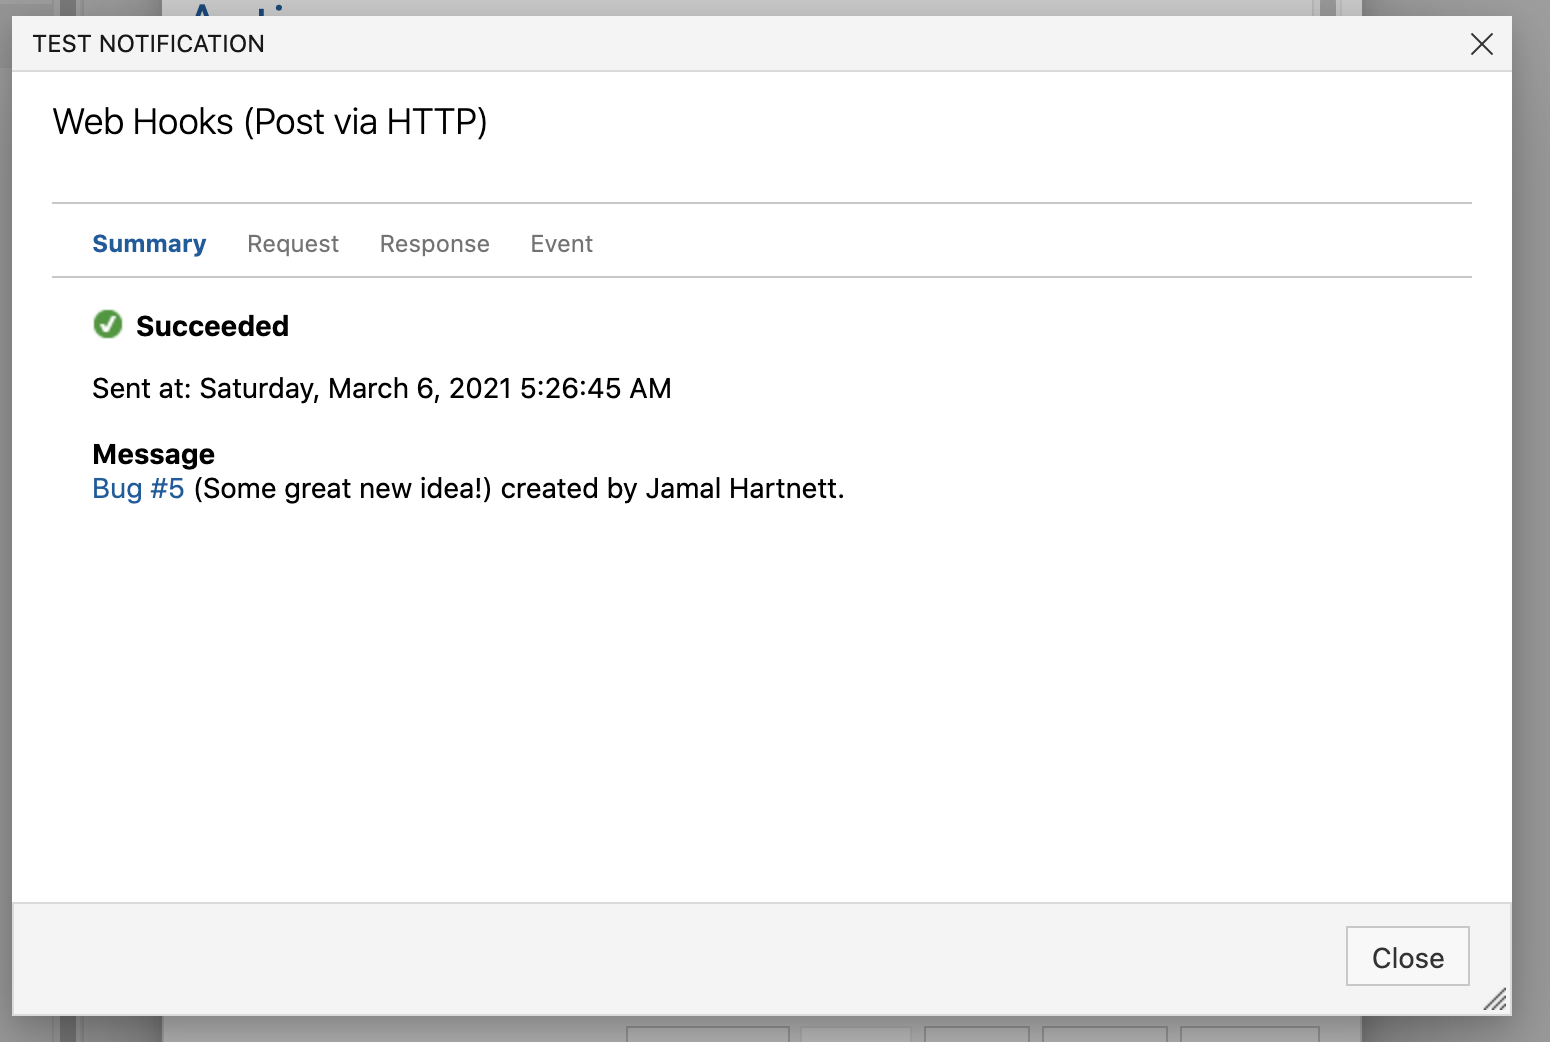 TEST NOTIFICATION
Web Hooks (Post via HTTP)
Summary Request Response Event
Succeeded
Sent at: Saturday, March 6, 2021 5:26:45 AM
Message
Bug #5 (Some great new idea!) created by Jamal Hartnett.
Close